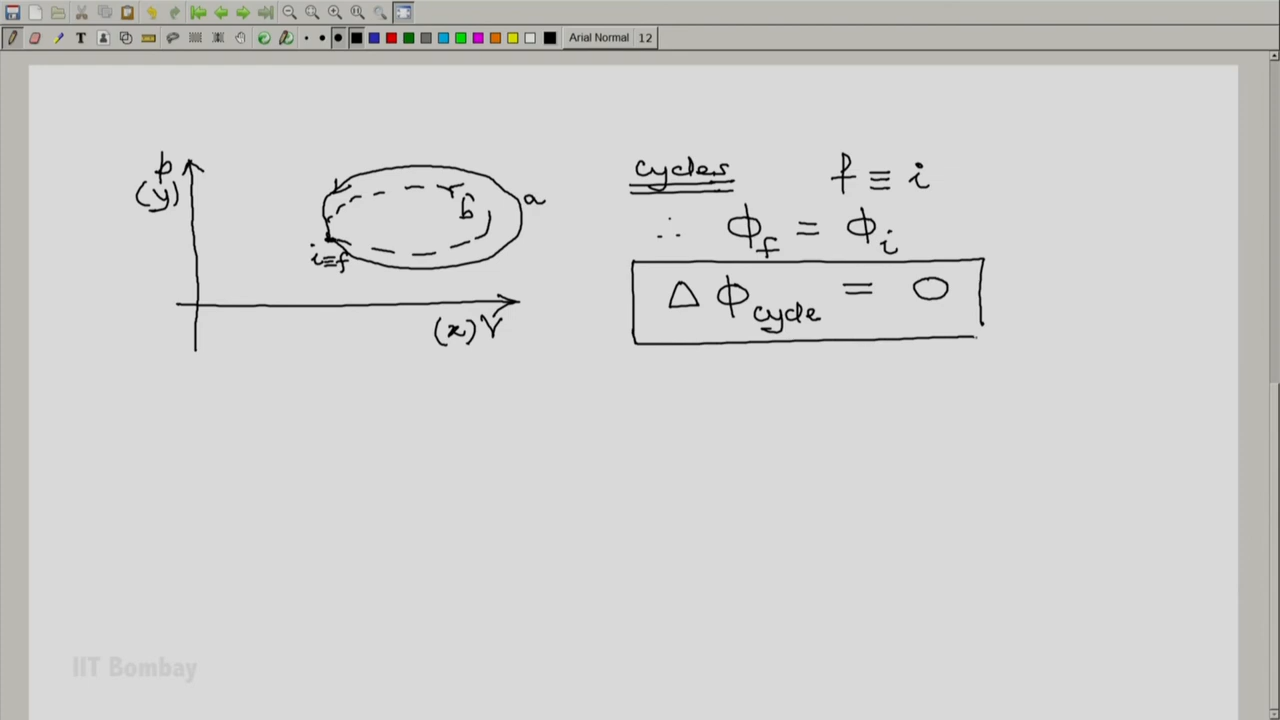 Arial Normal 12
p
(y)
a
b
i≡f
(x) V
cycles f ≡ i
∴ ϕf = ϕi
Δ ϕcycle = 0
IIT Bombay